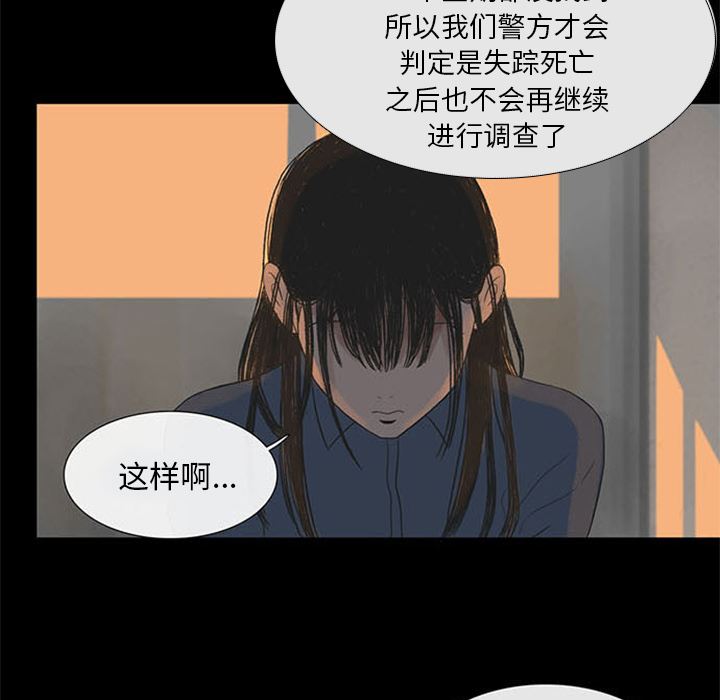 所以我们警方才会
判定是失踪死亡
之后也不会再继续
进行调查了
这样啊...